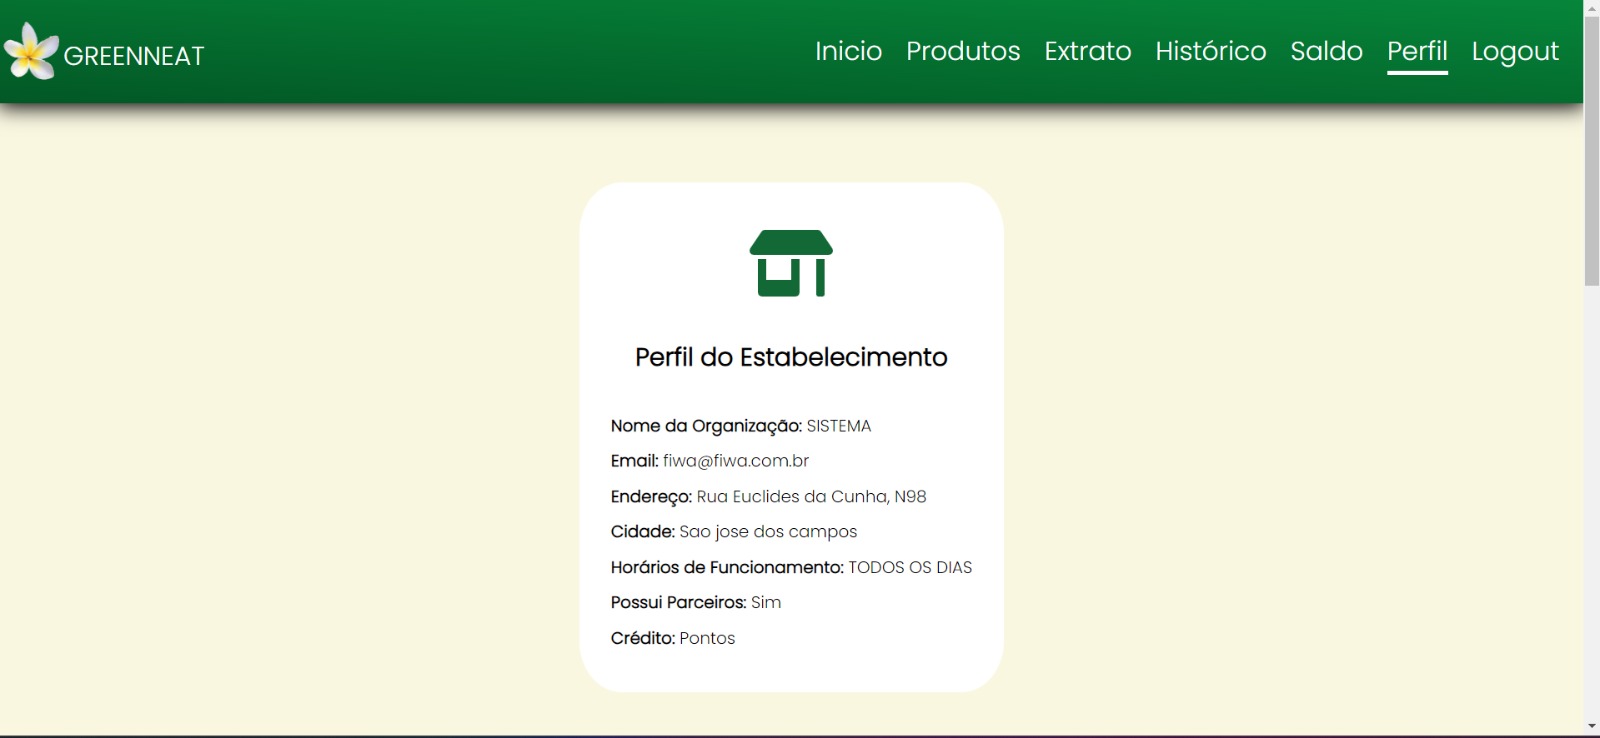 GREENNEAT
Inicio Produtos Extrato Histórico Saldo Perfil Logout
Perfil do Estabelecimento
Nome da Organização: SISTEMA
Email: fiwa@fiwa.com.br
Endereço: Rua Euclides da Cunha, N98
Cidade: Sao jose dos campos
Horários de Funcionamento: TODOS OS DIAS
Possui Parceiros: Sim
Crédito: Pontos